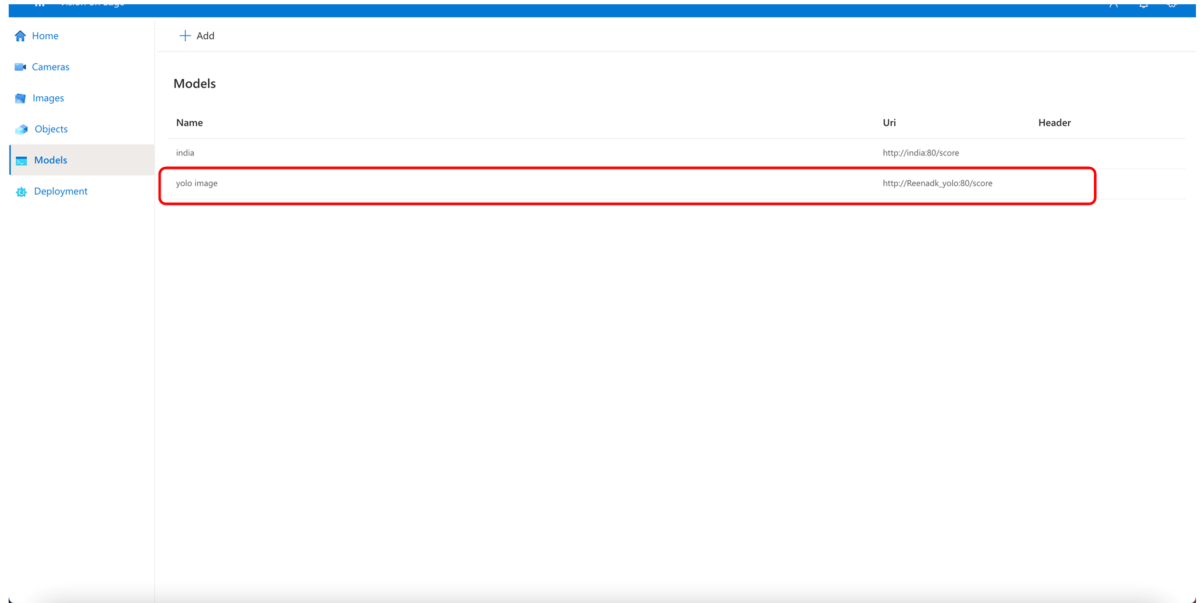 Home
Cameras
Images
Objects
Models
Deployment
Add
Models
Name Uri Header
india http://india:80/score
yolo image http://Reenadk_yolo:80/score